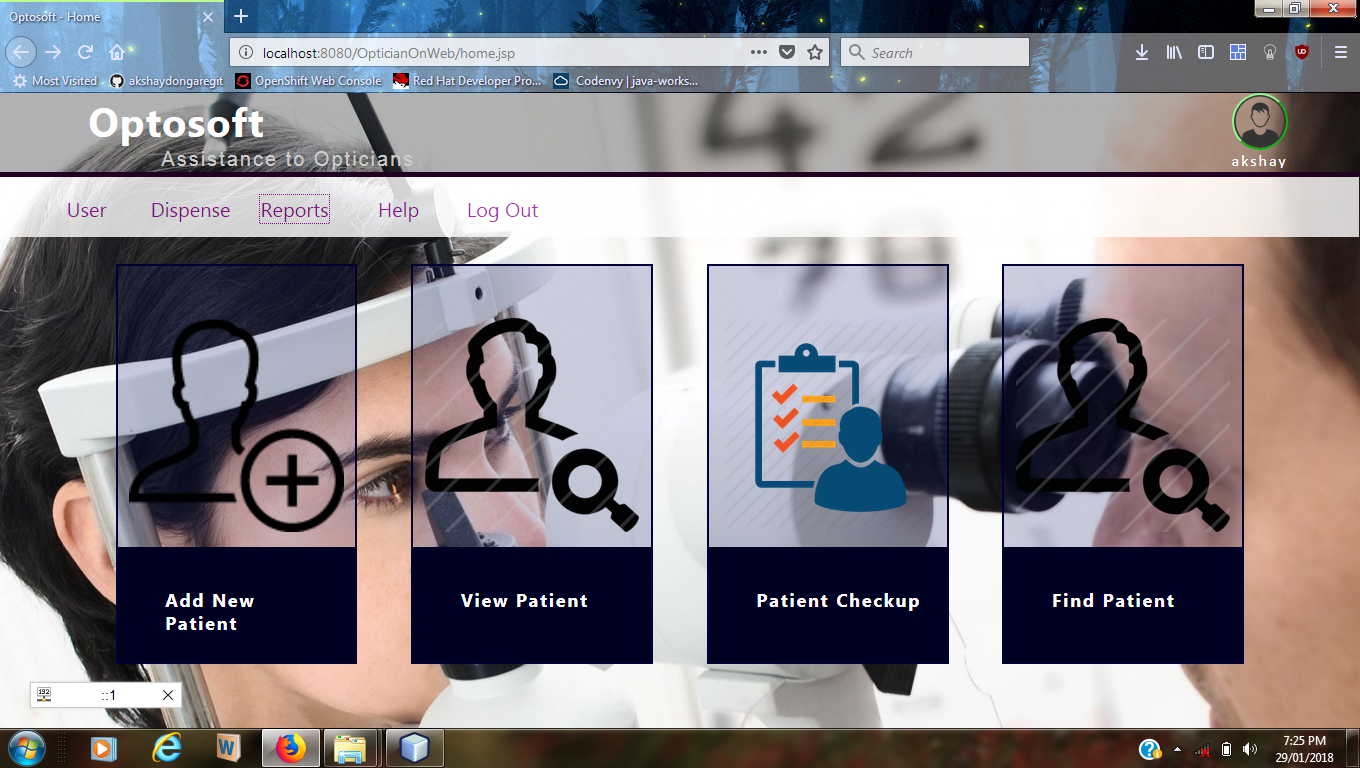 Optosoft - Home
localhost:8080/OpticianOnWeb/home.jsp
Search
Most Visited
akshaydongaregit
OpenShift Web Console
Red Hat Developer Pro...
Codenvy | java-works...
Optosoft
Assistance to Opticians
akshay
User
Dispense
Reports
Help
Log Out
Add New
Patient
View Patient
Patient Checkup
Find Patient
::1
7:25 PM
29/01/2018